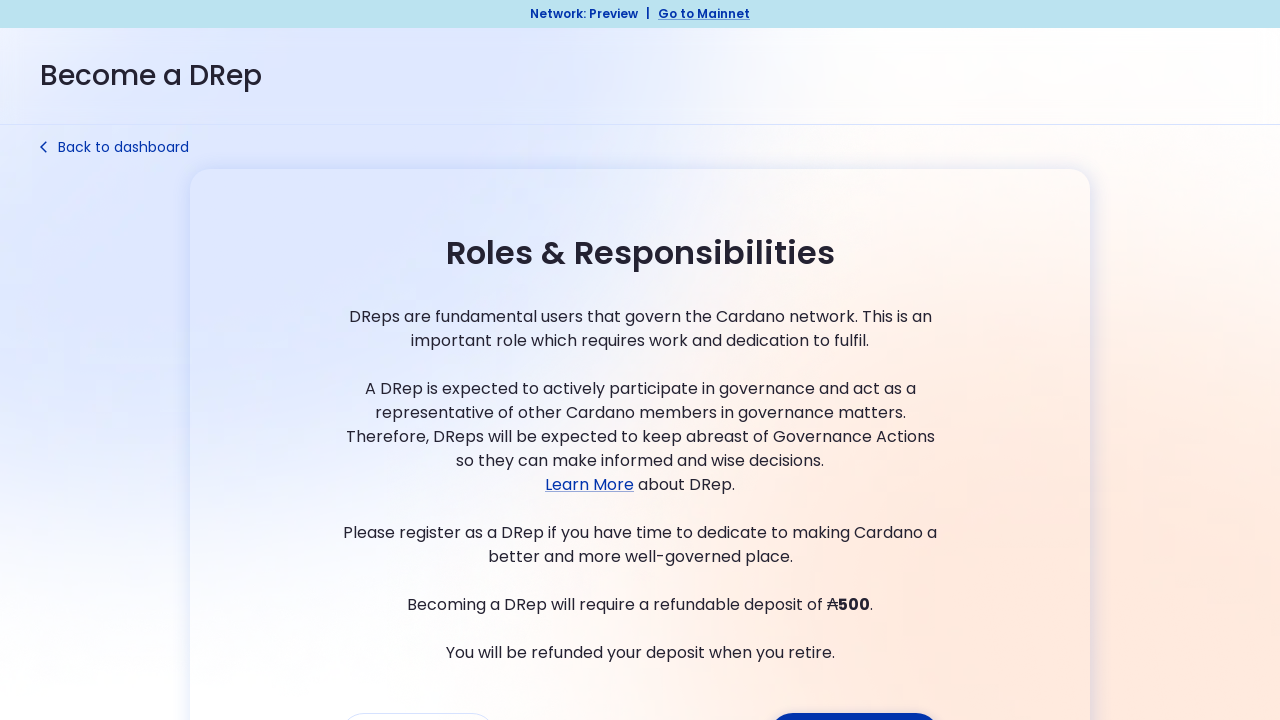 Network: Preview | Go to Mainnet
Become a DRep
Back to dashboard
Roles & Responsibilities
DReps are fundamental users that govern the Cardano network. This is an
important role which requires work and dedication to fulfil.
A DRep is expected to actively participate in governance and act as a
representative of other Cardano members in governance matters.
Therefore, DReps will be expected to keep abreast of Governance Actions
so they can make informed and wise decisions.
Learn More about DRep.
Please register as a DRep if you have time to dedicate to making Cardano a
better and more well-governed place.
Becoming a DRep will require a refundable deposit of ₳500.
You will be refunded your deposit when you retire.